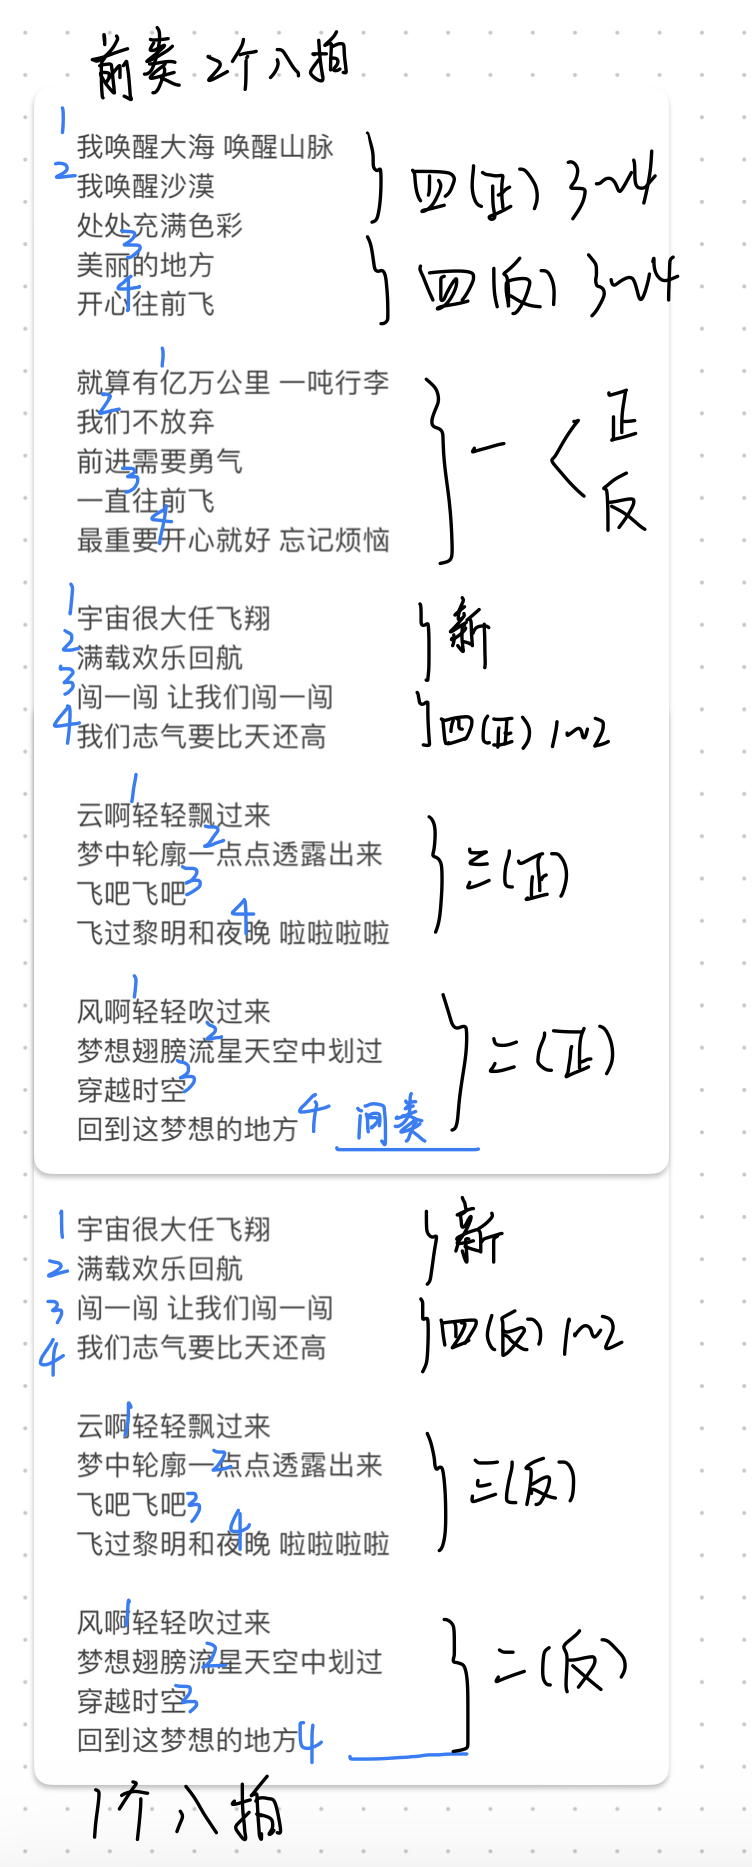 前奏 2个八拍
1
我唤醒大海 唤醒山脉
2
我唤醒沙漠
四(正) 3~4
处处充满色彩
3
美丽的地方
四(反) 3~4
4
开心往前飞
1
就算有亿万公里 一吨行李
2
我们不放弃
一 < 正 反
前进需要勇气
3
一直往前飞
4
最重要开心就好 忘记烦恼
1
宇宙很大任飞翔
新
2
满载欢乐回航
3
闯一闯 让我们闯一闯
四(正) 1~2
4
我们志气要比天还高
1
云啊轻轻飘过来
2
梦中轮廓一点点透露出来
三(正)
飞吧飞吧3
4
飞过黎明和夜晚 啦啦啦啦
1
风啊轻轻吹过来
2
梦想翅膀流星天空中划过
二(正)
穿越时空3
回到这梦想的地方 4 间奏
1 宇宙很大任飞翔
新
2 满载欢乐回航
3 闯一闯 让我们闯一闯
四(反) 1~2
4 我们志气要比天还高
1
云啊轻轻飘过来
2
梦中轮廓一点点透露出来
三(反)
飞吧飞吧3
4
飞过黎明和夜晚 啦啦啦啦
1
风啊轻轻吹过来
2
梦想翅膀流星天空中划过
二(反)
穿越时空3
回到这梦想的地方4
1个八拍